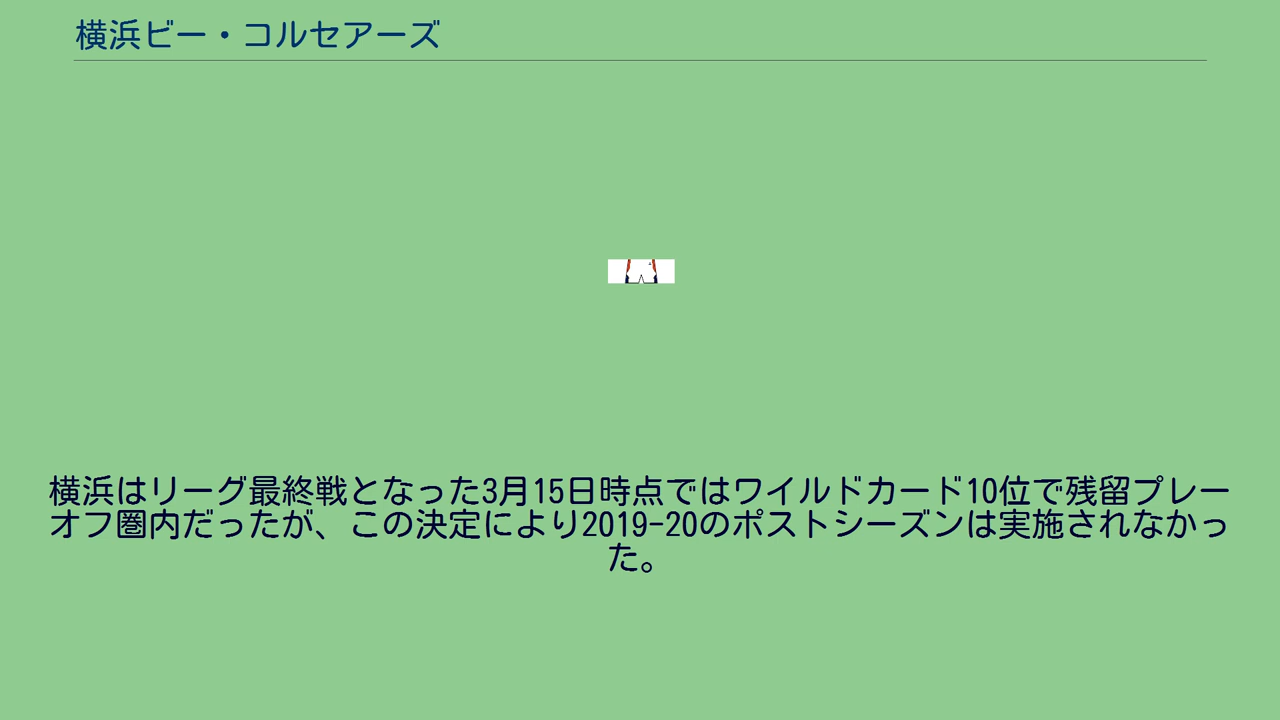 横浜ビー・コルセアーズ
横浜はリーグ最終戦となった3月15日時点ではワイルドカード10位で残留プレー
オフ圏内だったが、この決定により2019-20のポストシーズンは実施されなかっ
た。